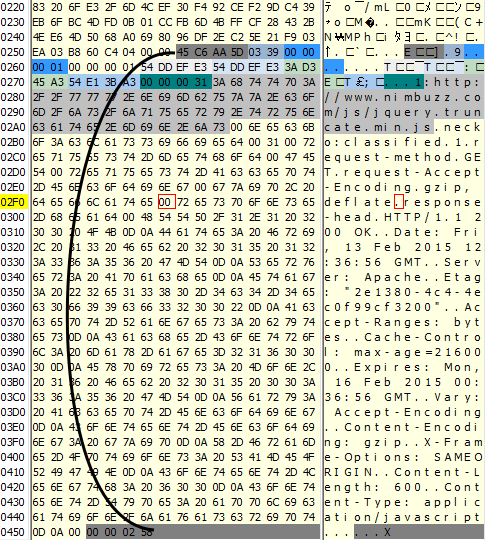 0220 83 20 6F E3 2F 6D 4C EF 30 F4 92 CE F2 9D C4 39
0230 6F BC 4D FD 0B 01 CC FB 6D 4B FF CF 28 43 2B
0240 4E E6 4D 50 68 A0 69 80 96 DF 2E C2 21 F9 03
0250 EA 03 B8 60 C4 04 00 00 45 C6 AA 5D 03 39 00 00
0260 00 01 00 00 00 01 54 DD EF E3 54 DD EF E3 3A D3
0270 45 A3 54 E1 3B A3 00 00 00 31 3A 68 74 74 70 3A 1:http:
0280 2F 2F 77 77 77 2E 6E 69 6D 62 75 7A 7A 2E 63 6F //www.nimbuzz.co
0290 6D 2F 6A 73 2F 6A 71 75 65 72 79 2E 74 72 75 6E m/js/jquery.trun
02A0 63 61 74 65 2E 6D 69 6E 2E 6A 73 00 6E 65 63 6B cate.min.js.neck
02B0 6F 3A 63 6C 61 73 73 69 66 69 65 64 00 31 00 72 o:classified.1.r
02C0 65 71 75 65 73 74 2D 6D 65 74 68 6F 64 00 47 45 equest-method.GE
02D0 54 00 72 65 71 75 65 73 74 2D 41 63 63 65 70 74 T.request-Accept
02E0 2D 45 6E 63 6F 64 69 6E 67 00 67 7A 69 70 2C 20 -Encoding.gzip,
02F0 64 65 66 6C 61 74 65 00 72 65 73 70 6F 6E 73 65 deflate.response
0300 2D 68 65 61 64 00 48 54 54 50 2F 31 2E 31 20 32 -head.HTTP/1.1 2
0310 30 30 20 4F 4B 0D 0A 44 61 74 65 3A 20 46 72 69 00 OK..Date: Fri
0320 2C 20 31 33 20 46 65 62 20 32 30 31 35 20 31 32 , 13 Feb 2015 12
0330 3A 33 36 3A 35 36 20 47 4D 54 0D 0A 53 65 72 76 :36:56 GMT..Serv
0340 65 72 3A 20 41 70 61 63 68 65 0D 0A 45 74 61 67 er: Apache..Etag
0350 3A 20 22 32 65 31 33 38 30 2D 34 63 34 2D 34 65 : "2e1380-4c4-4e
0360 63 30 66 39 39 63 66 33 32 30 30 22 0D 0A 41 63 c0f99cf3200"..Ac
0370 63 65 70 74 2D 52 61 6E 67 65 73 3A 20 62 79 74 cept-Ranges: byt
0380 65 73 0D 0A 43 61 63 68 65 2D 43 6F 6E 74 72 6F es..Cache-Contro
0390 6C 3A 20 6D 61 78 2D 61 67 65 3D 32 31 36 30 30 l: max-age=21600
03A0 30 0D 0A 45 78 70 69 72 65 73 3A 20 4D 6F 6E 2C 0..Expires: Mon,
03B0 20 31 36 20 46 65 62 20 32 30 31 35 20 30 30 3A 16 Feb 2015 00:
03C0 33 36 3A 35 36 20 47 4D 54 0D 0A 56 61 72 79 3A 36:56 GMT..Vary:
03D0 20 41 63 63 65 70 74 2D 45 6E 63 6F 64 69 6E 67 Accept-Encoding
03E0 0D 0A 43 6F 6E 74 65 6E 74 2D 45 6E 63 6F 64 69 ..Content-Encodi
03F0 6E 67 3A 20 67 7A 69 70 0D 0A 58 2D 46 72 61 6D ng: gzip..X-Fram
0400 65 2D 4F 70 74 69 6F 6E 73 3A 20 53 41 4D 45 4F e-Options: SAMEO
0410 52 49 47 49 4E 0D 0A 43 6F 6E 74 65 6E 74 2D 4C RIGIN..Content-L
0420 65 6E 67 74 68 3A 20 36 30 30 0D 0A 43 6F 6E 74 ength: 600..Cont
0430 65 6E 74 2D 54 79 70 65 3A 20 61 70 70 6C 69 63 ent-Type: applic
0440 61 74 69 6F 6E 2F 6A 61 76 61 73 63 72 69 70 74 ation/javascript
0450 0D 0A 00 00 00 02 58 ......X